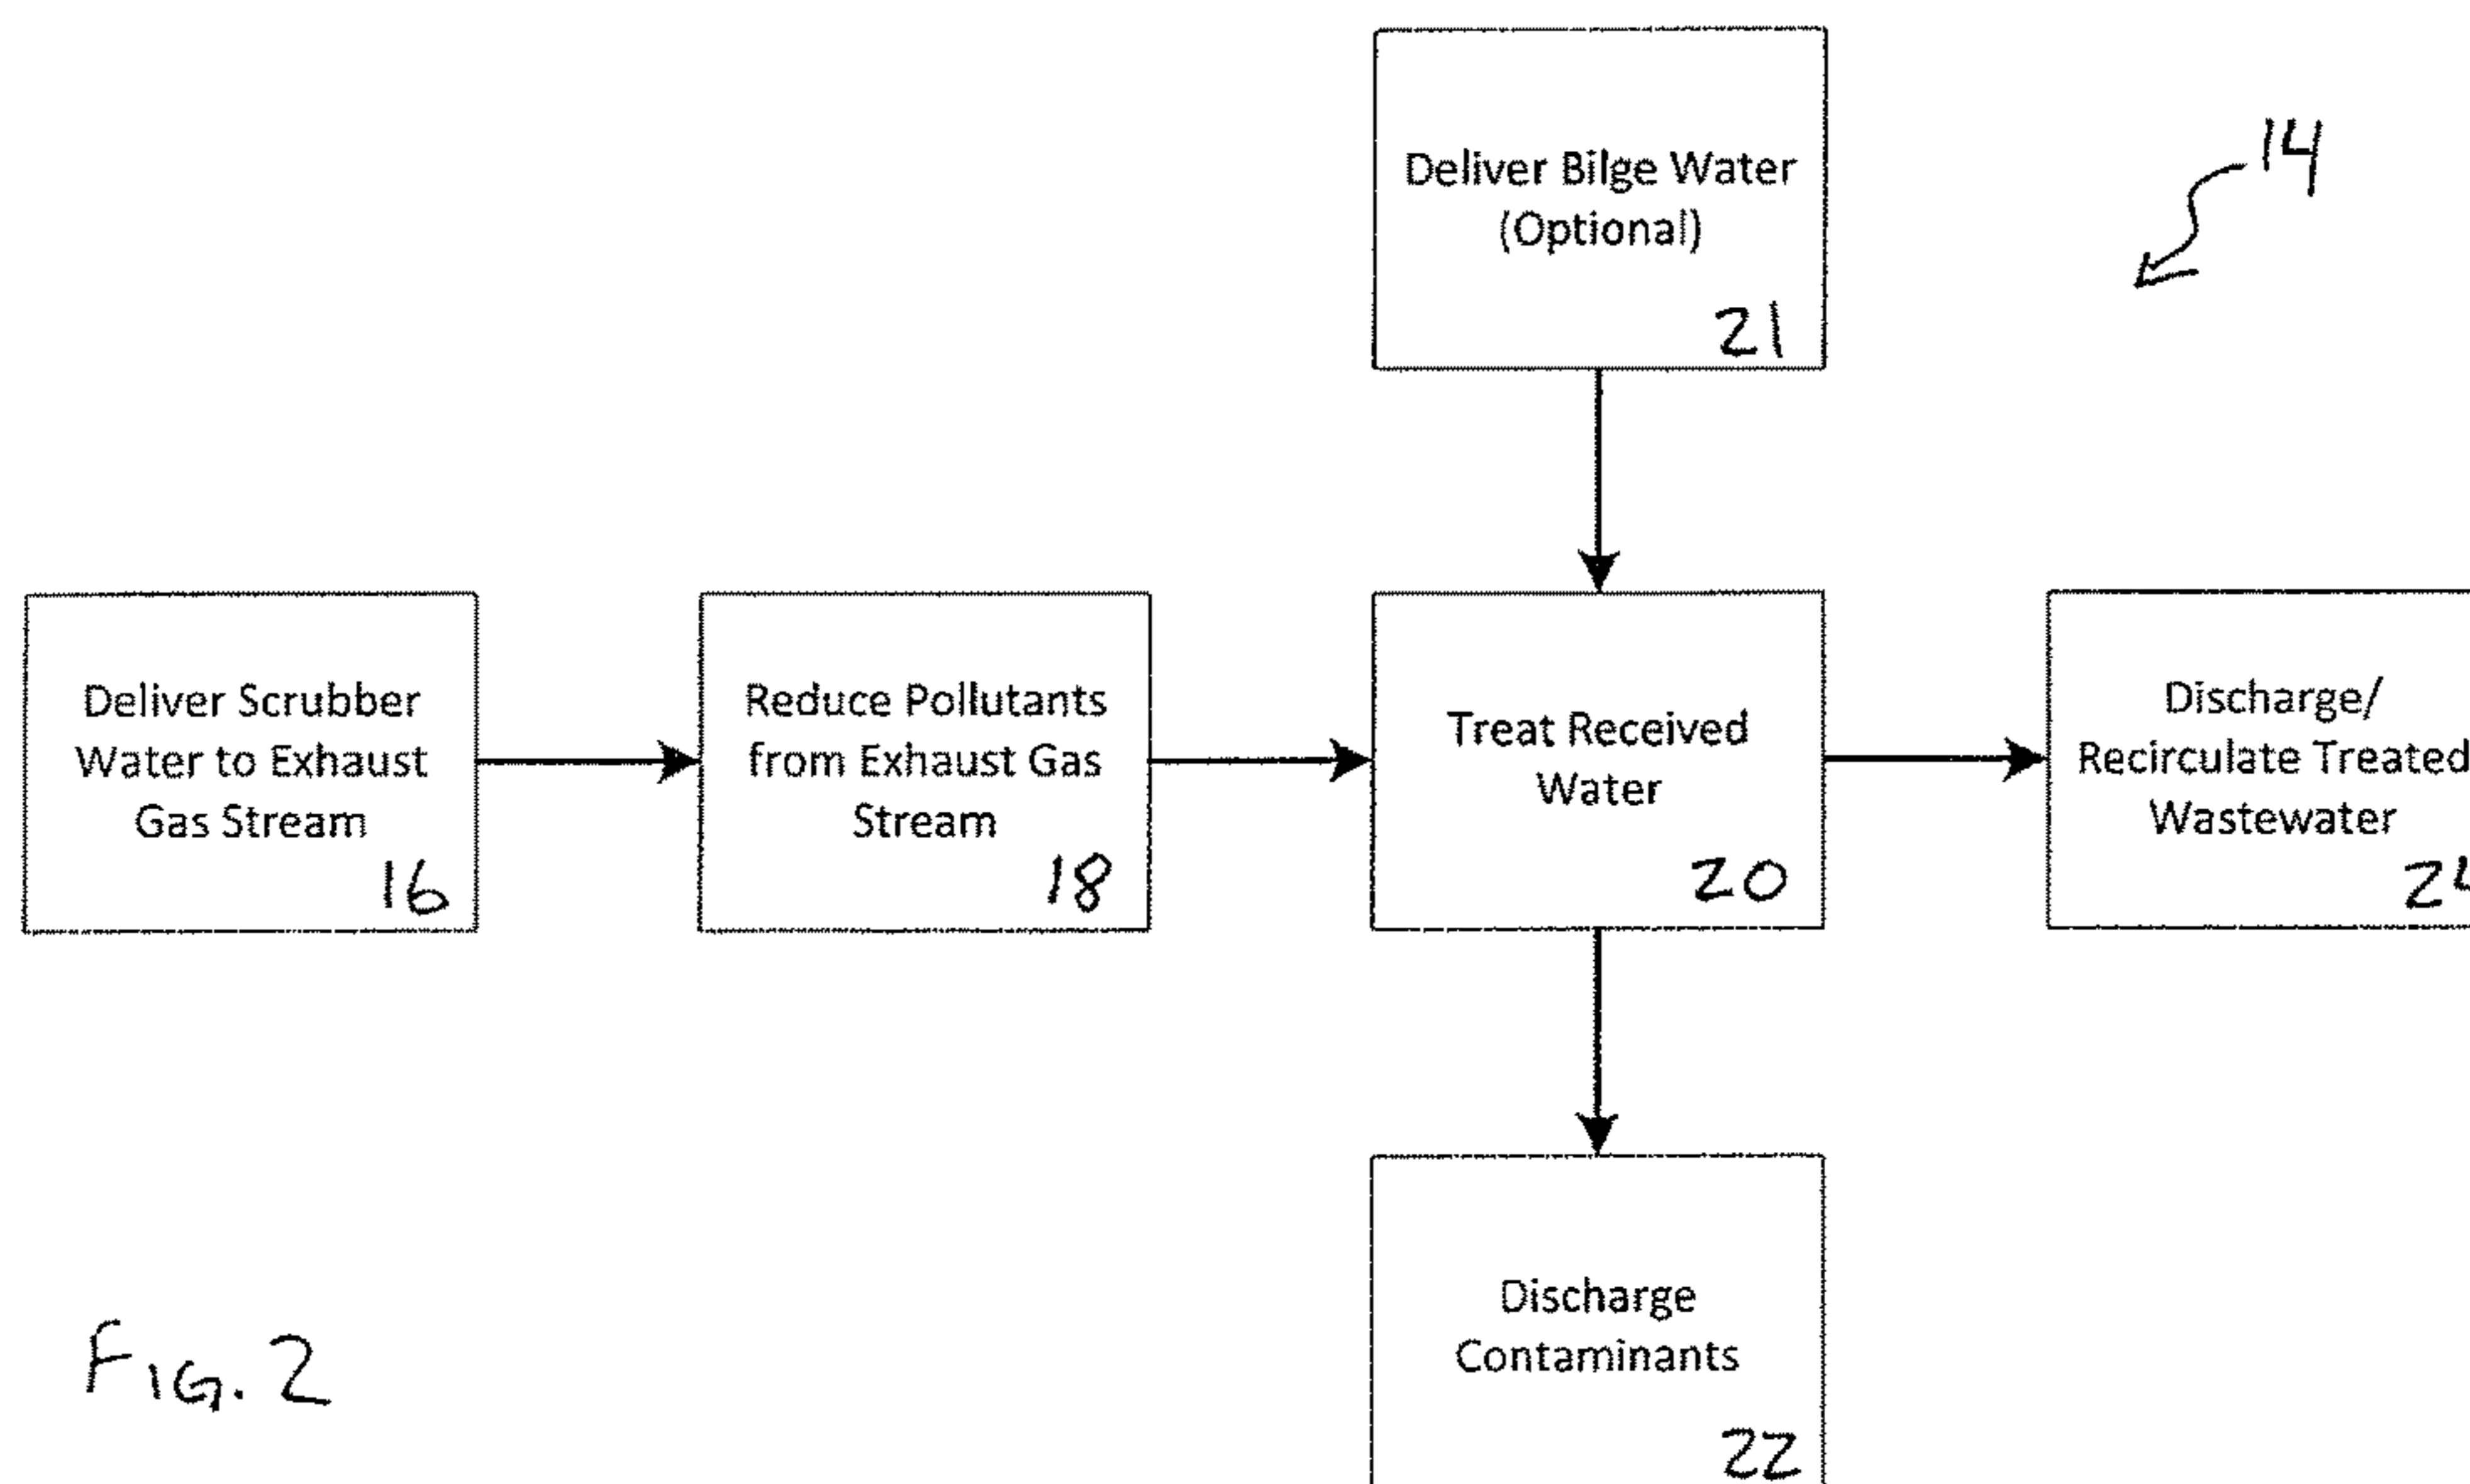 Deliver Bilge Water
(Optional)
21
14
Deliver Scrubber
Water to Exhaust
Gas Stream
16
Reduce Pollutants
from Exhaust Gas
Stream
18
Treat Received
Water
20
Discharge/
Recirculate Treated
Wastewater
24
Discharge
Contaminants
22
FIG. 2